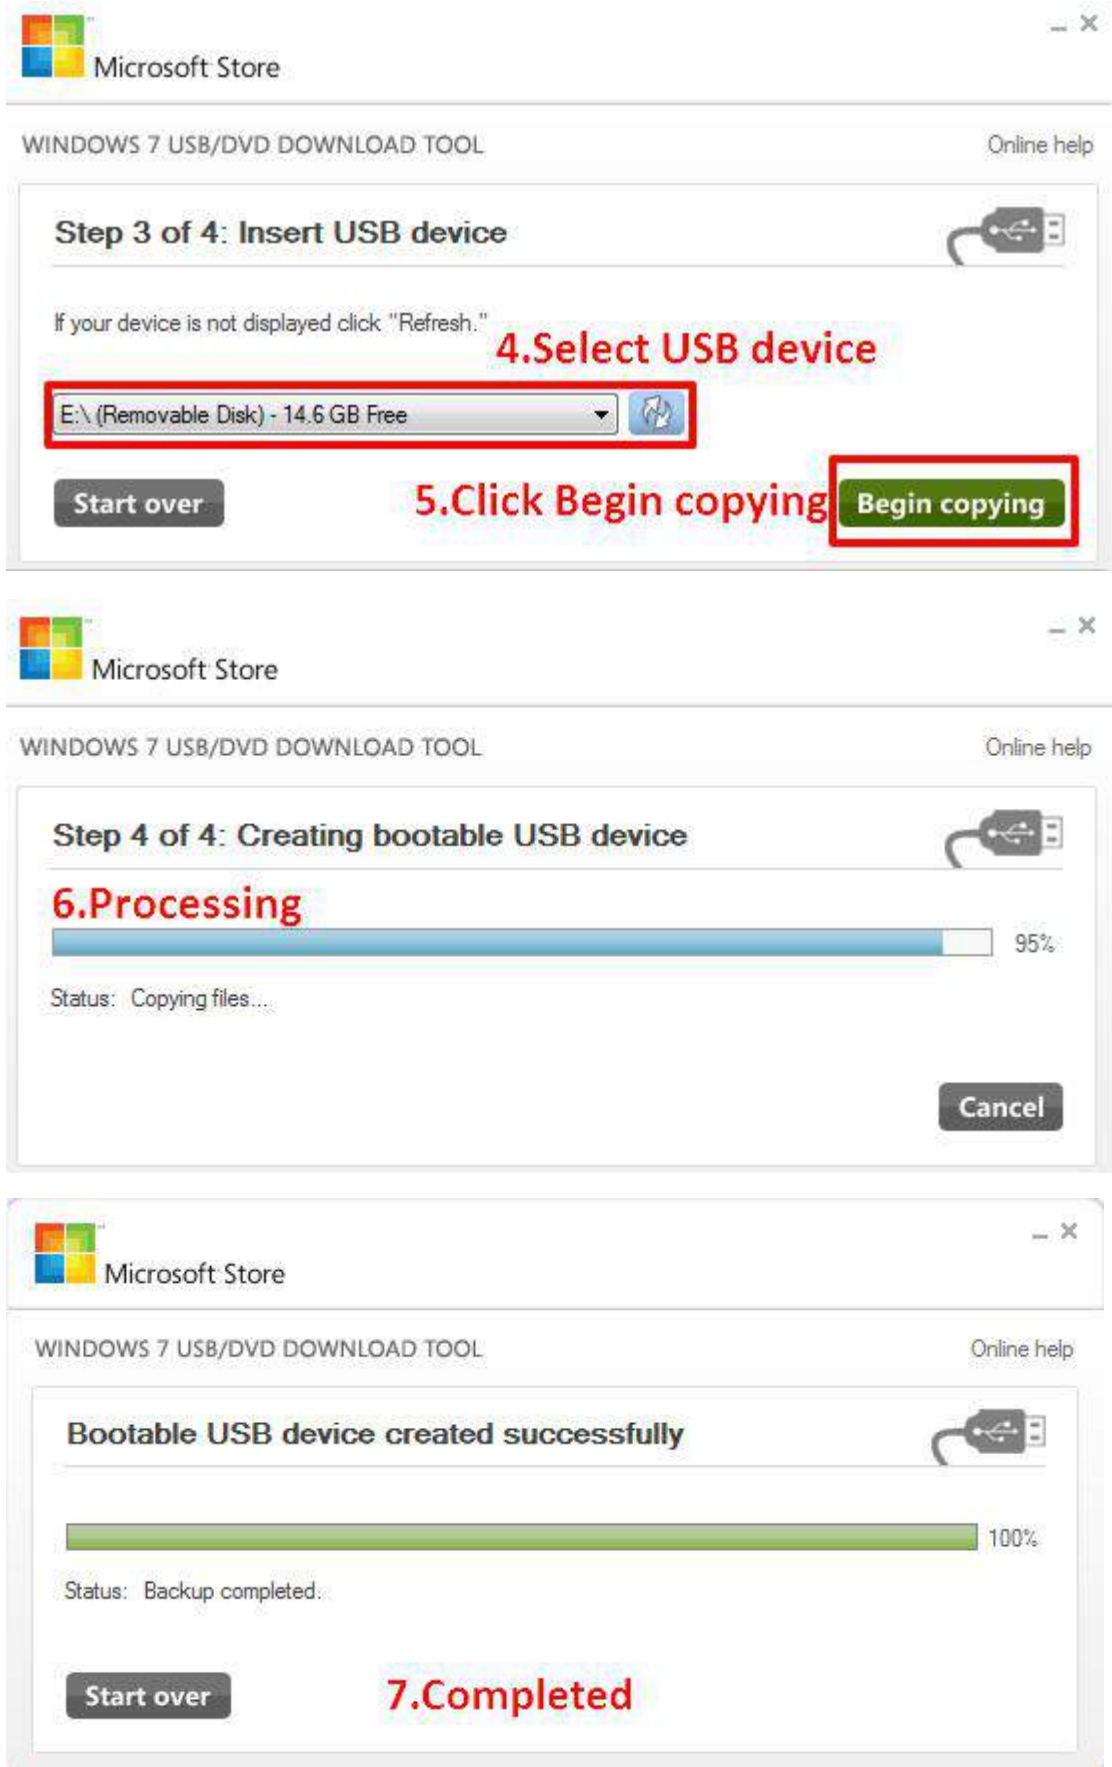 Microsoft Store
WINDOWS 7 USB/DVD DOWNLOAD TOOL Online help
Step 3 of 4: Insert USB device
If your device is not displayed click "Refresh."
4.Select USB device
E:\ (Removable Disk) - 14.6 GB Free
Start over 5.Click Begin copying Begin copying
Microsoft Store
WINDOWS 7 USB/DVD DOWNLOAD TOOL Online help
Step 4 of 4: Creating bootable USB device
6.Processing
95%
Status: Copying files...
Cancel
Microsoft Store
WINDOWS 7 USB/DVD DOWNLOAD TOOL Online help
Bootable USB device created successfully
100%
Status: Backup completed.
Start over 7.Completed